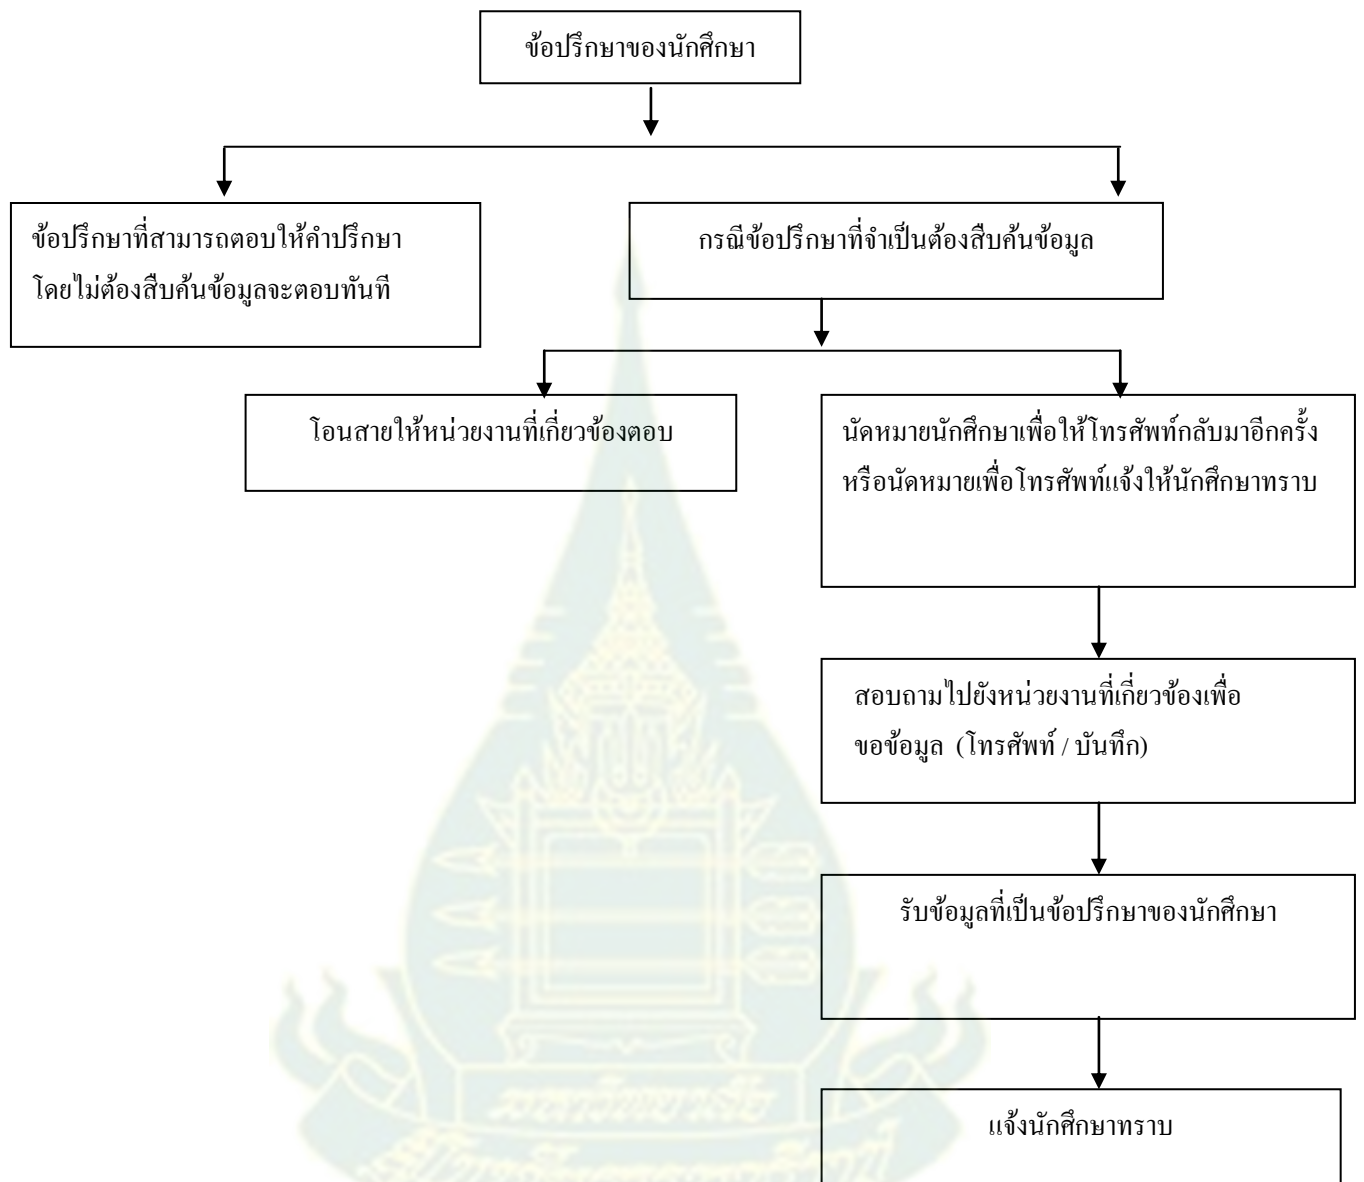 ข้อปรึกษาของนักศึกษา
ข้อปรึกษาที่สามารถตอบให้คำปรึกษา
โดยไม่ต้องสืบค้นข้อมูลจะตอบทันที
กรณีข้อปรึกษาที่จำเป็นต้องสืบค้นข้อมูล
โอนสายให้หน่วยงานที่เกี่ยวข้องตอบ
นัดหมายนักศึกษาเพื่อให้โทรศัพท์กลับมาอีกครั้ง
หรือนัดหมายเพื่อโทรศัพท์แจ้งให้นักศึกษาทราบ
สอบถามไปยังหน่วยงานที่เกี่ยวข้องเพื่อ
ขอข้อมูล (โทรศัพท์ / บันทึก)
รับข้อมูลที่เป็นข้อปรึกษาของนักศึกษา
แจ้งนักศึกษาทราบ